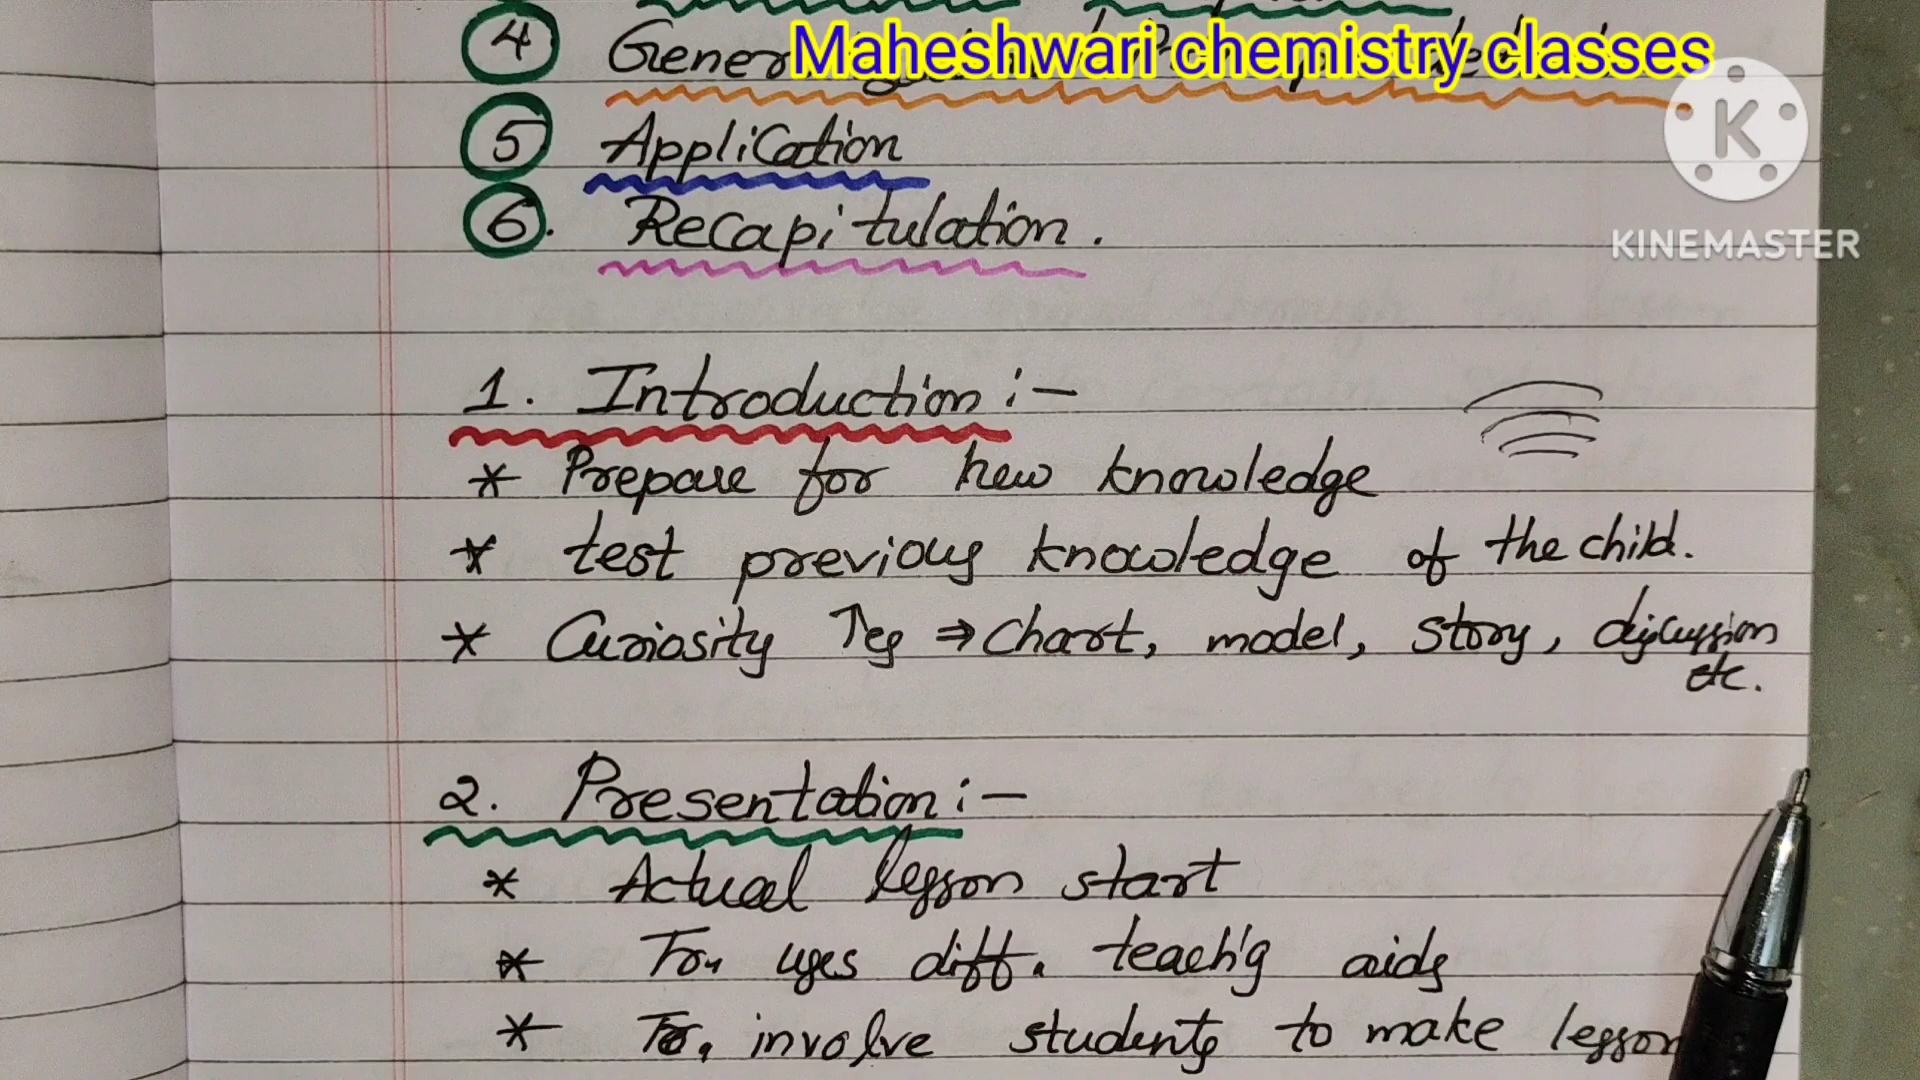 Maheshwari chemistry classes
4 Gener
5 Application
6. Recapitulation.
K
KINEMASTER
1. Introduction :-
* Prepare for new knowledge
* test previous knowledge of the child.
* Curiosity ⇒ Chart, model, story, discussion
etc.
2. Presentation :-
* Actual lesson start
* Tr. uses diff. teach'g aids
* Tr. involve students to make lesson